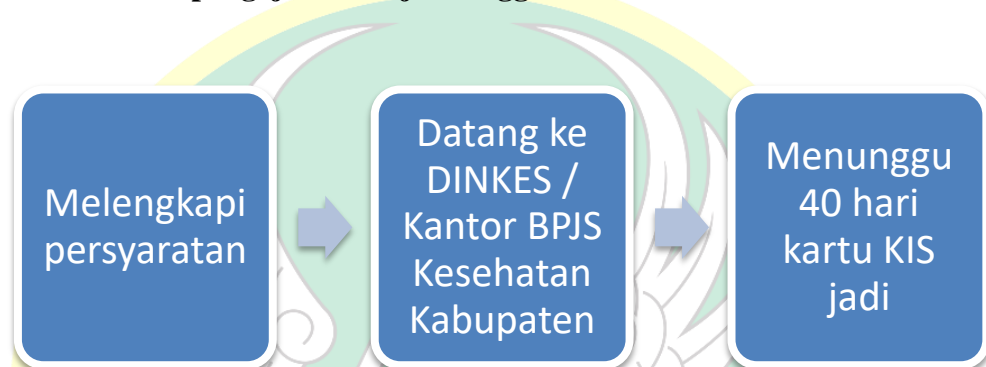 Melengkapi
persyaratan
Datang ke
DINKES /
Kantor BPJS
Kesehatan
Kabupaten
Menunggu
40 hari
kartu KIS
jadi